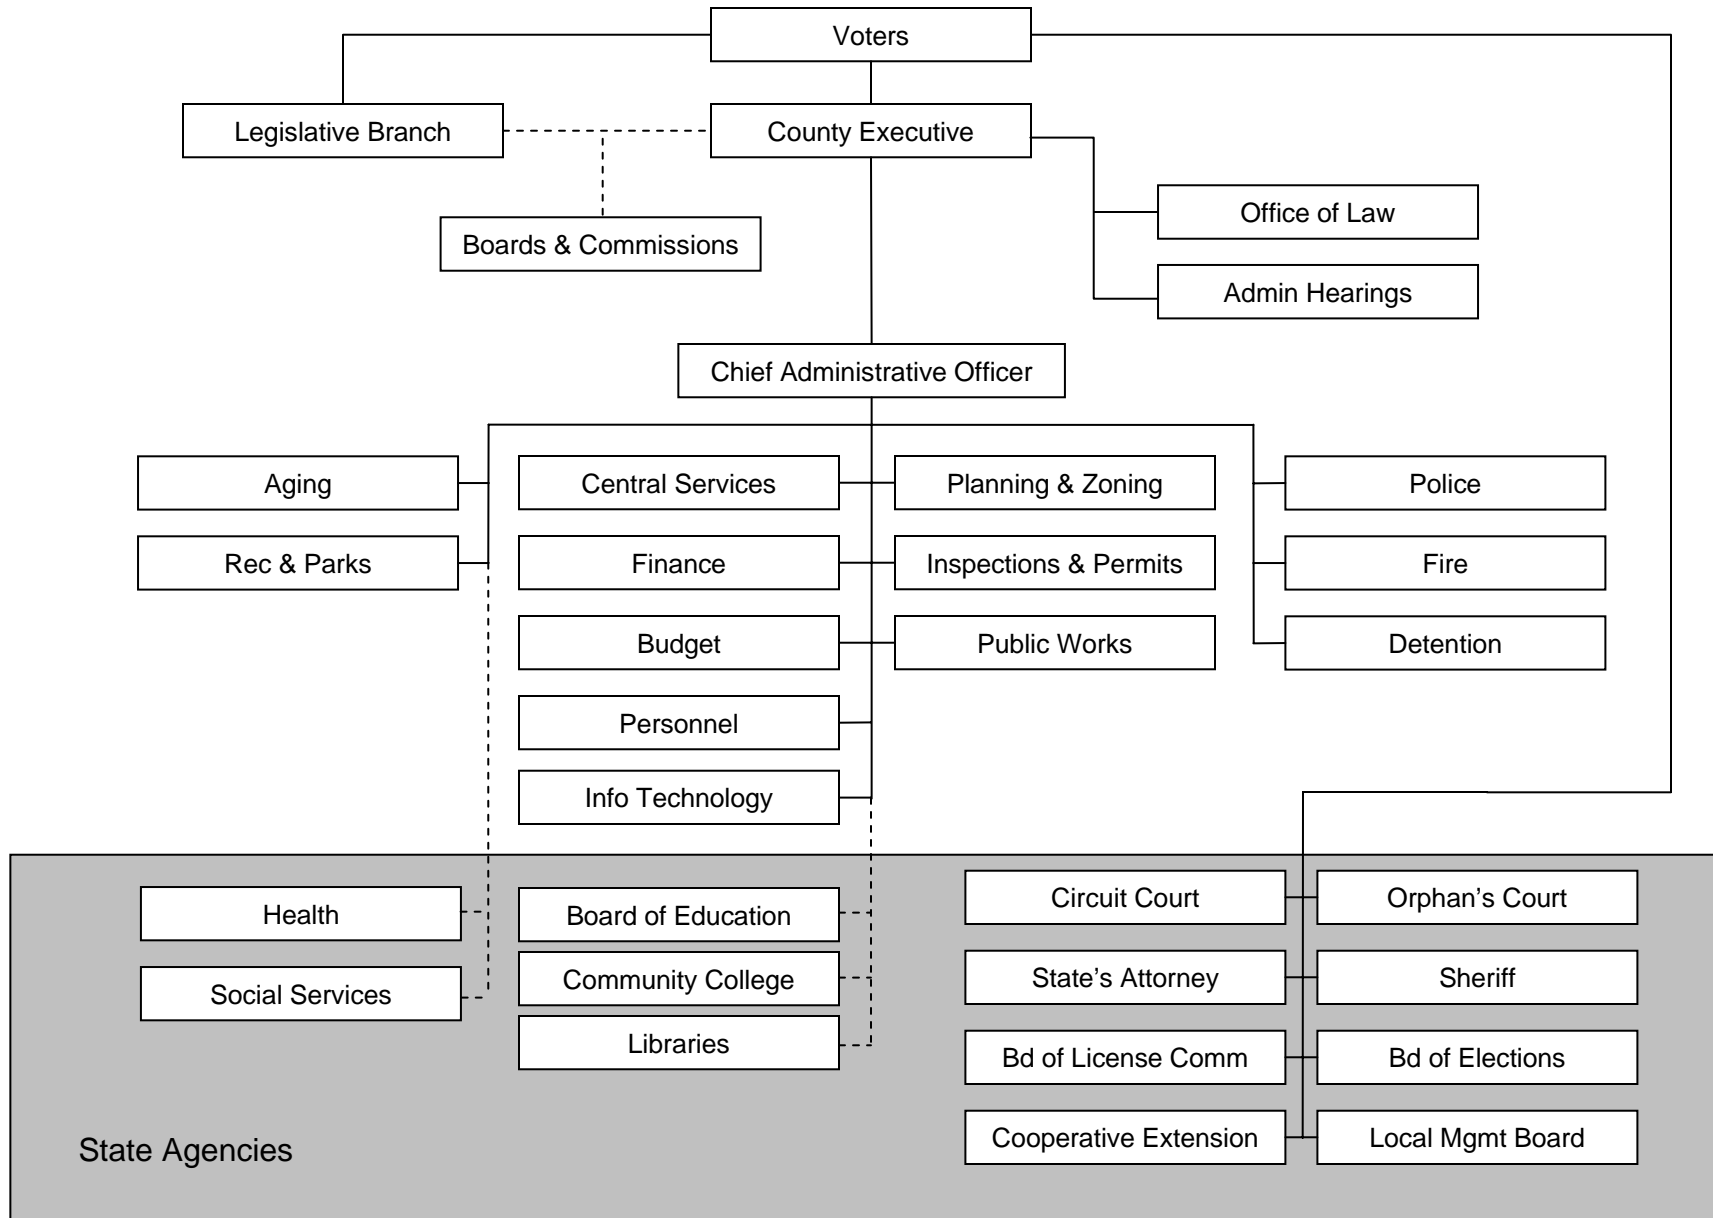 Voters
Legislative Branch
County Executive
Boards & Commissions
Office of Law
Admin Hearings
Chief Administrative Officer
Aging
Central Services
Planning & Zoning
Police
Rec & Parks
Finance
Inspections & Permits
Fire
Budget
Public Works
Detention
Personnel
Info Technology
Health
Board of Education
Circuit Court
Orphan’s Court
Social Services
Community College
State’s Attorney
Sheriff
Libraries
Bd of License Comm
Bd of Elections
State Agencies
Cooperative Extension
Local Mgmt Board